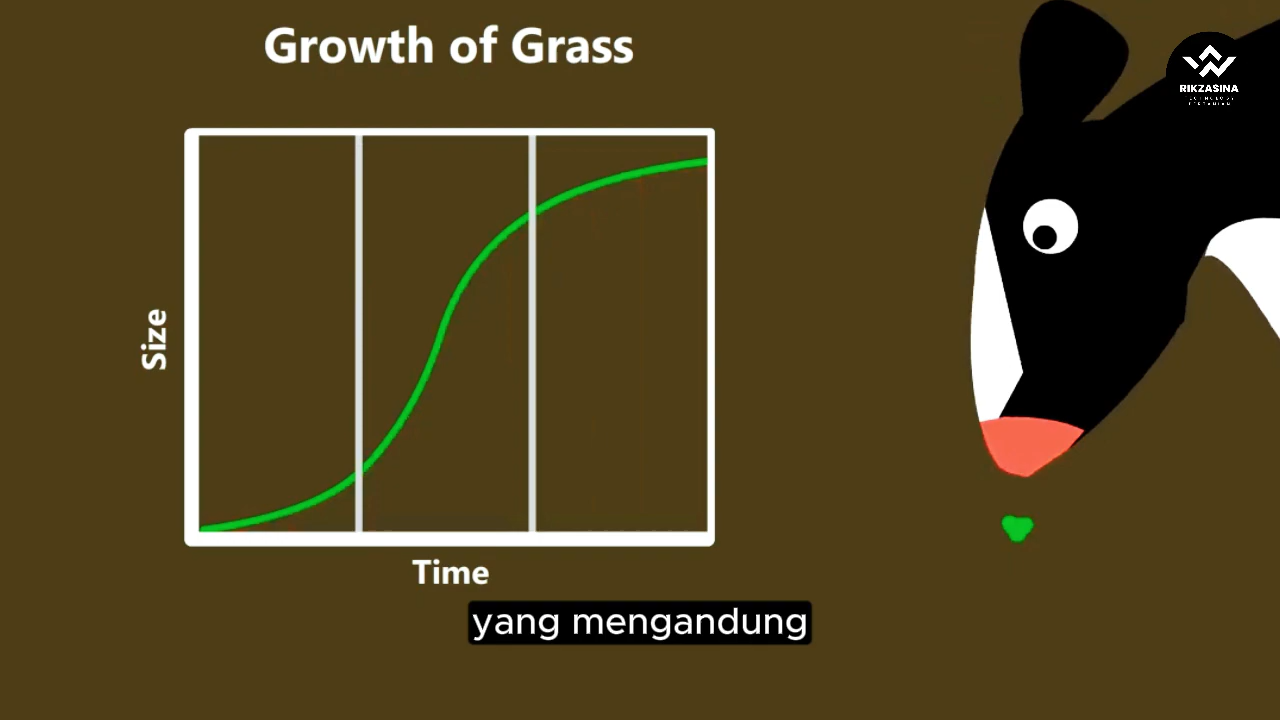 Growth of Grass
RIKZASINA
Size
Time
yang mengandung